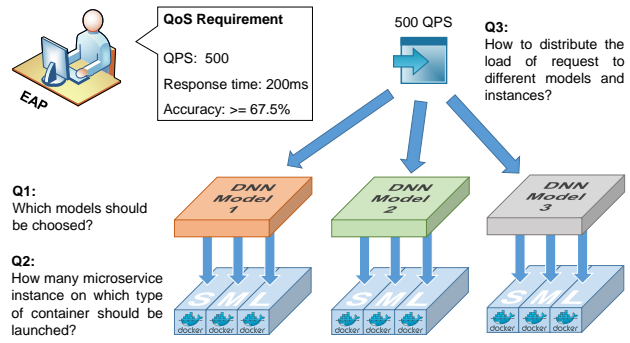 QoS Requirement
QPS: 500
Response time: 200ms
Accuracy: >= 67.5%
EAP
500 QPS
Q3:
How to distribute the
load of request to
different models and
instances?
Q1:
Which models should
be choosed?
Q2:
How many microservice
instance on which type
of container should be
launched?
DNN
Model
1
DNN
Model
2
DNN
Model
3
S M L
docker docker docker
S M L
docker docker docker
S M L
docker docker docker